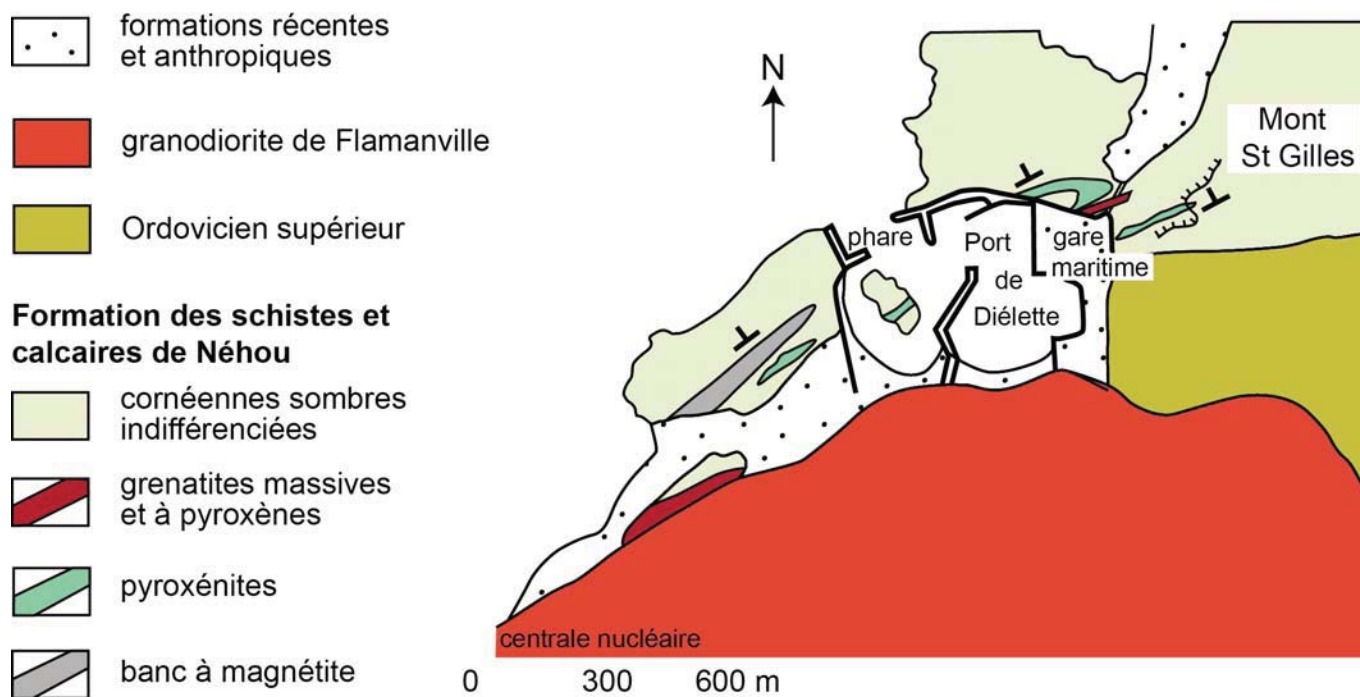 formations récentes
et anthropiques
granodiorite de Flamanville
Ordovicien supérieur
Formation des schistes et
calcaires de Néhou
cornéennes sombres
indifférenciées
grenatites massives
et à pyroxènes
pyroxénites
banc à magnétite
N
Mont
St Gilles
phare
Port
de
Diélette
gare
maritime
centrale nucléaire
0 300 600 m